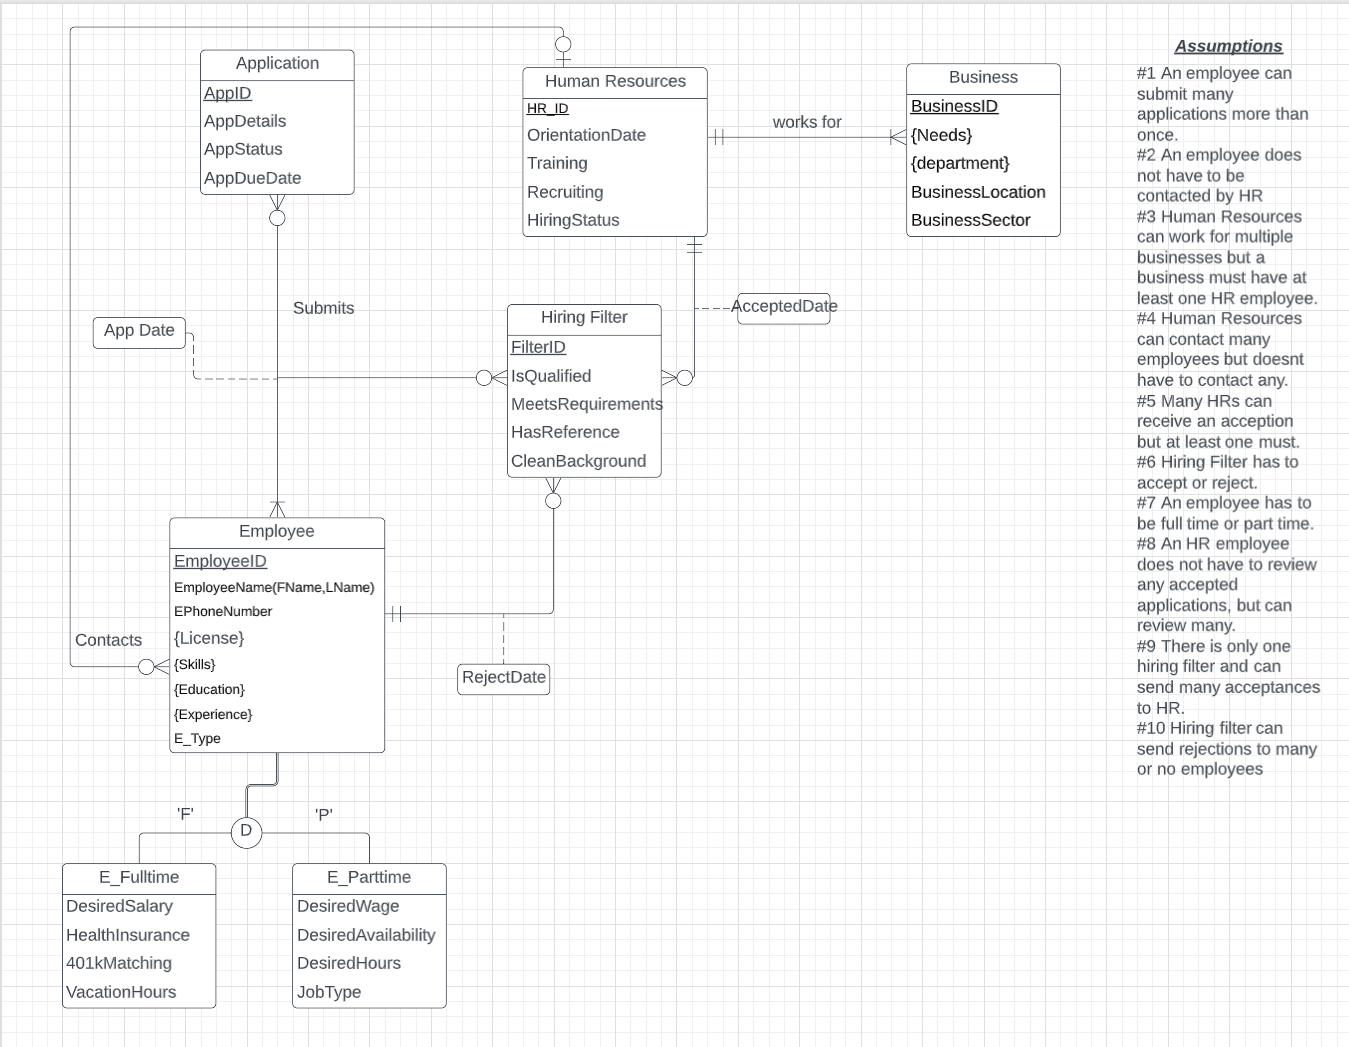 Application
AppID
AppDetails
AppStatus
AppDueDate
Human Resources
HR_ID
OrientationDate
Training
Recruiting
HiringStatus
works for
Business
BusinessID
{Needs}
{department}
BusinessLocation
BusinessSector
Submits
App Date
Hiring Filter
FilterID
IsQualified
MeetsRequirements
HasReference
CleanBackground
AcceptedDate
Employee
EmployeeID
EmployeeName(FName,LName)
EPhoneNumber
{License}
{Skills}
{Education}
{Experience}
E_Type
Contacts
RejectDate
'F'
'P'
D
E_Fulltime
DesiredSalary
HealthInsurance
401kMatching
VacationHours
E_Parttime
DesiredWage
DesiredAvailability
DesiredHours
JobType
Assumptions
#1 An employee can
submit many
applications more than
once.
#2 An employee does
not have to be
contacted by HR
#3 Human Resources
can work for multiple
businesses but a
business must have at
least one HR employee.
#4 Human Resources
can contact many
employees but doesnt
have to contact any.
#5 Many HRs can
receive an acception
but at least one must.
#6 Hiring Filter has to
accept or reject.
#7 An employee has to
be full time or part time.
#8 An HR employee
does not have to review
any accepted
applications, but can
review many.
#9 There is only one
hiring filter and can
send many acceptances
to HR.
#10 Hiring filter can
send rejections to many
or no employees